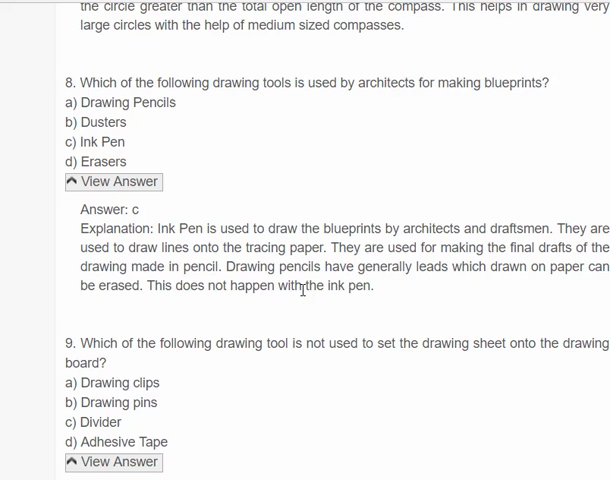 the circle greater than the total open length of the compass. This helps in drawing very
large circles with the help of medium sized compasses.
8. Which of the following drawing tools is used by architects for making blueprints?
a) Drawing Pencils
b) Dusters
c) Ink Pen
d) Erasers
View Answer
Answer: c
Explanation: Ink Pen is used to draw the blueprints by architects and draftsmen. They are
used to draw lines onto the tracing paper. They are used for making the final drafts of the
drawing made in pencil. Drawing pencils have generally leads which drawn on paper can
be erased. This does not happen with the ink pen.
9. Which of the following drawing tool is not used to set the drawing sheet onto the drawing
board?
a) Drawing clips
b) Drawing pins
c) Divider
d) Adhesive Tape
View Answer